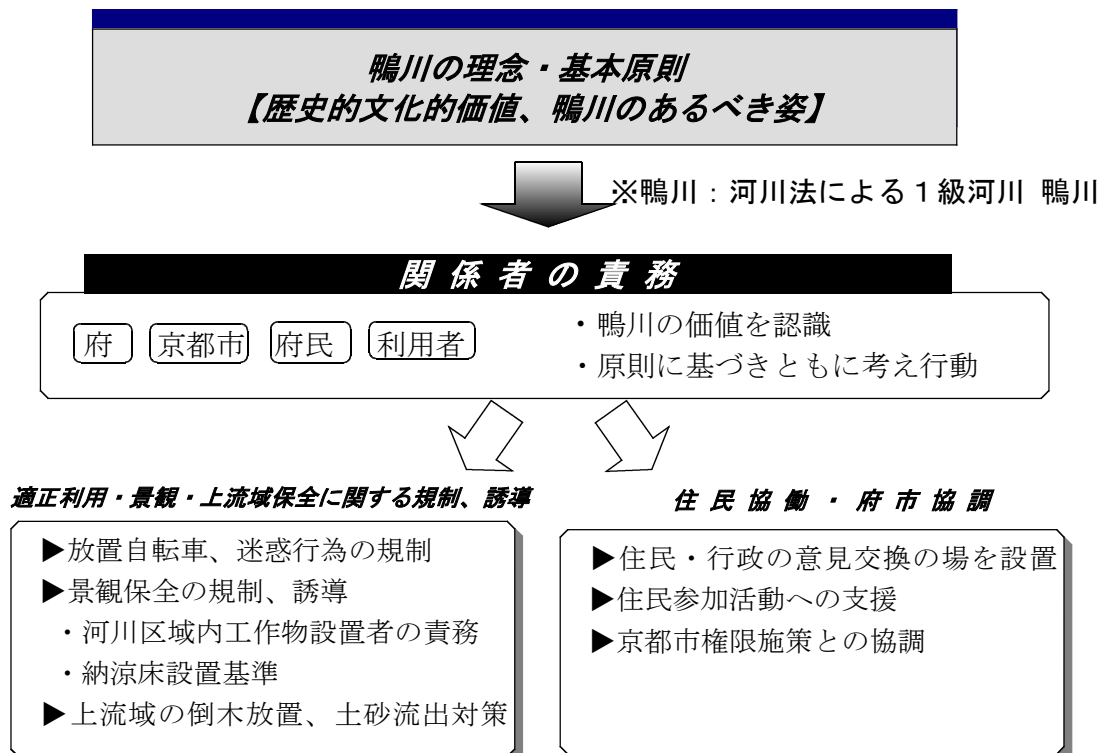 鴨川の理念・基本原則
【歴史的文化的価値、鴨川のあるべき姿】
※鴨川：河川法による１級河川 鴨川
関係者の責務
府 京都市 府民 利用者
・鴨川の価値を認識
・原則に基づきともに考え行動
適正利用・景観・上流域保全に関する規制、誘導
▶放置自転車、迷惑行為の規制
▶景観保全の規制、誘導
・河川区域内工作物設置者の責務
・納涼床設置基準
▶上流域の倒木放置、土砂流出対策
住民協働・府市協調
▶住民・行政の意見交換の場を設置
▶住民参加活動への支援
▶京都市権限施策との協調